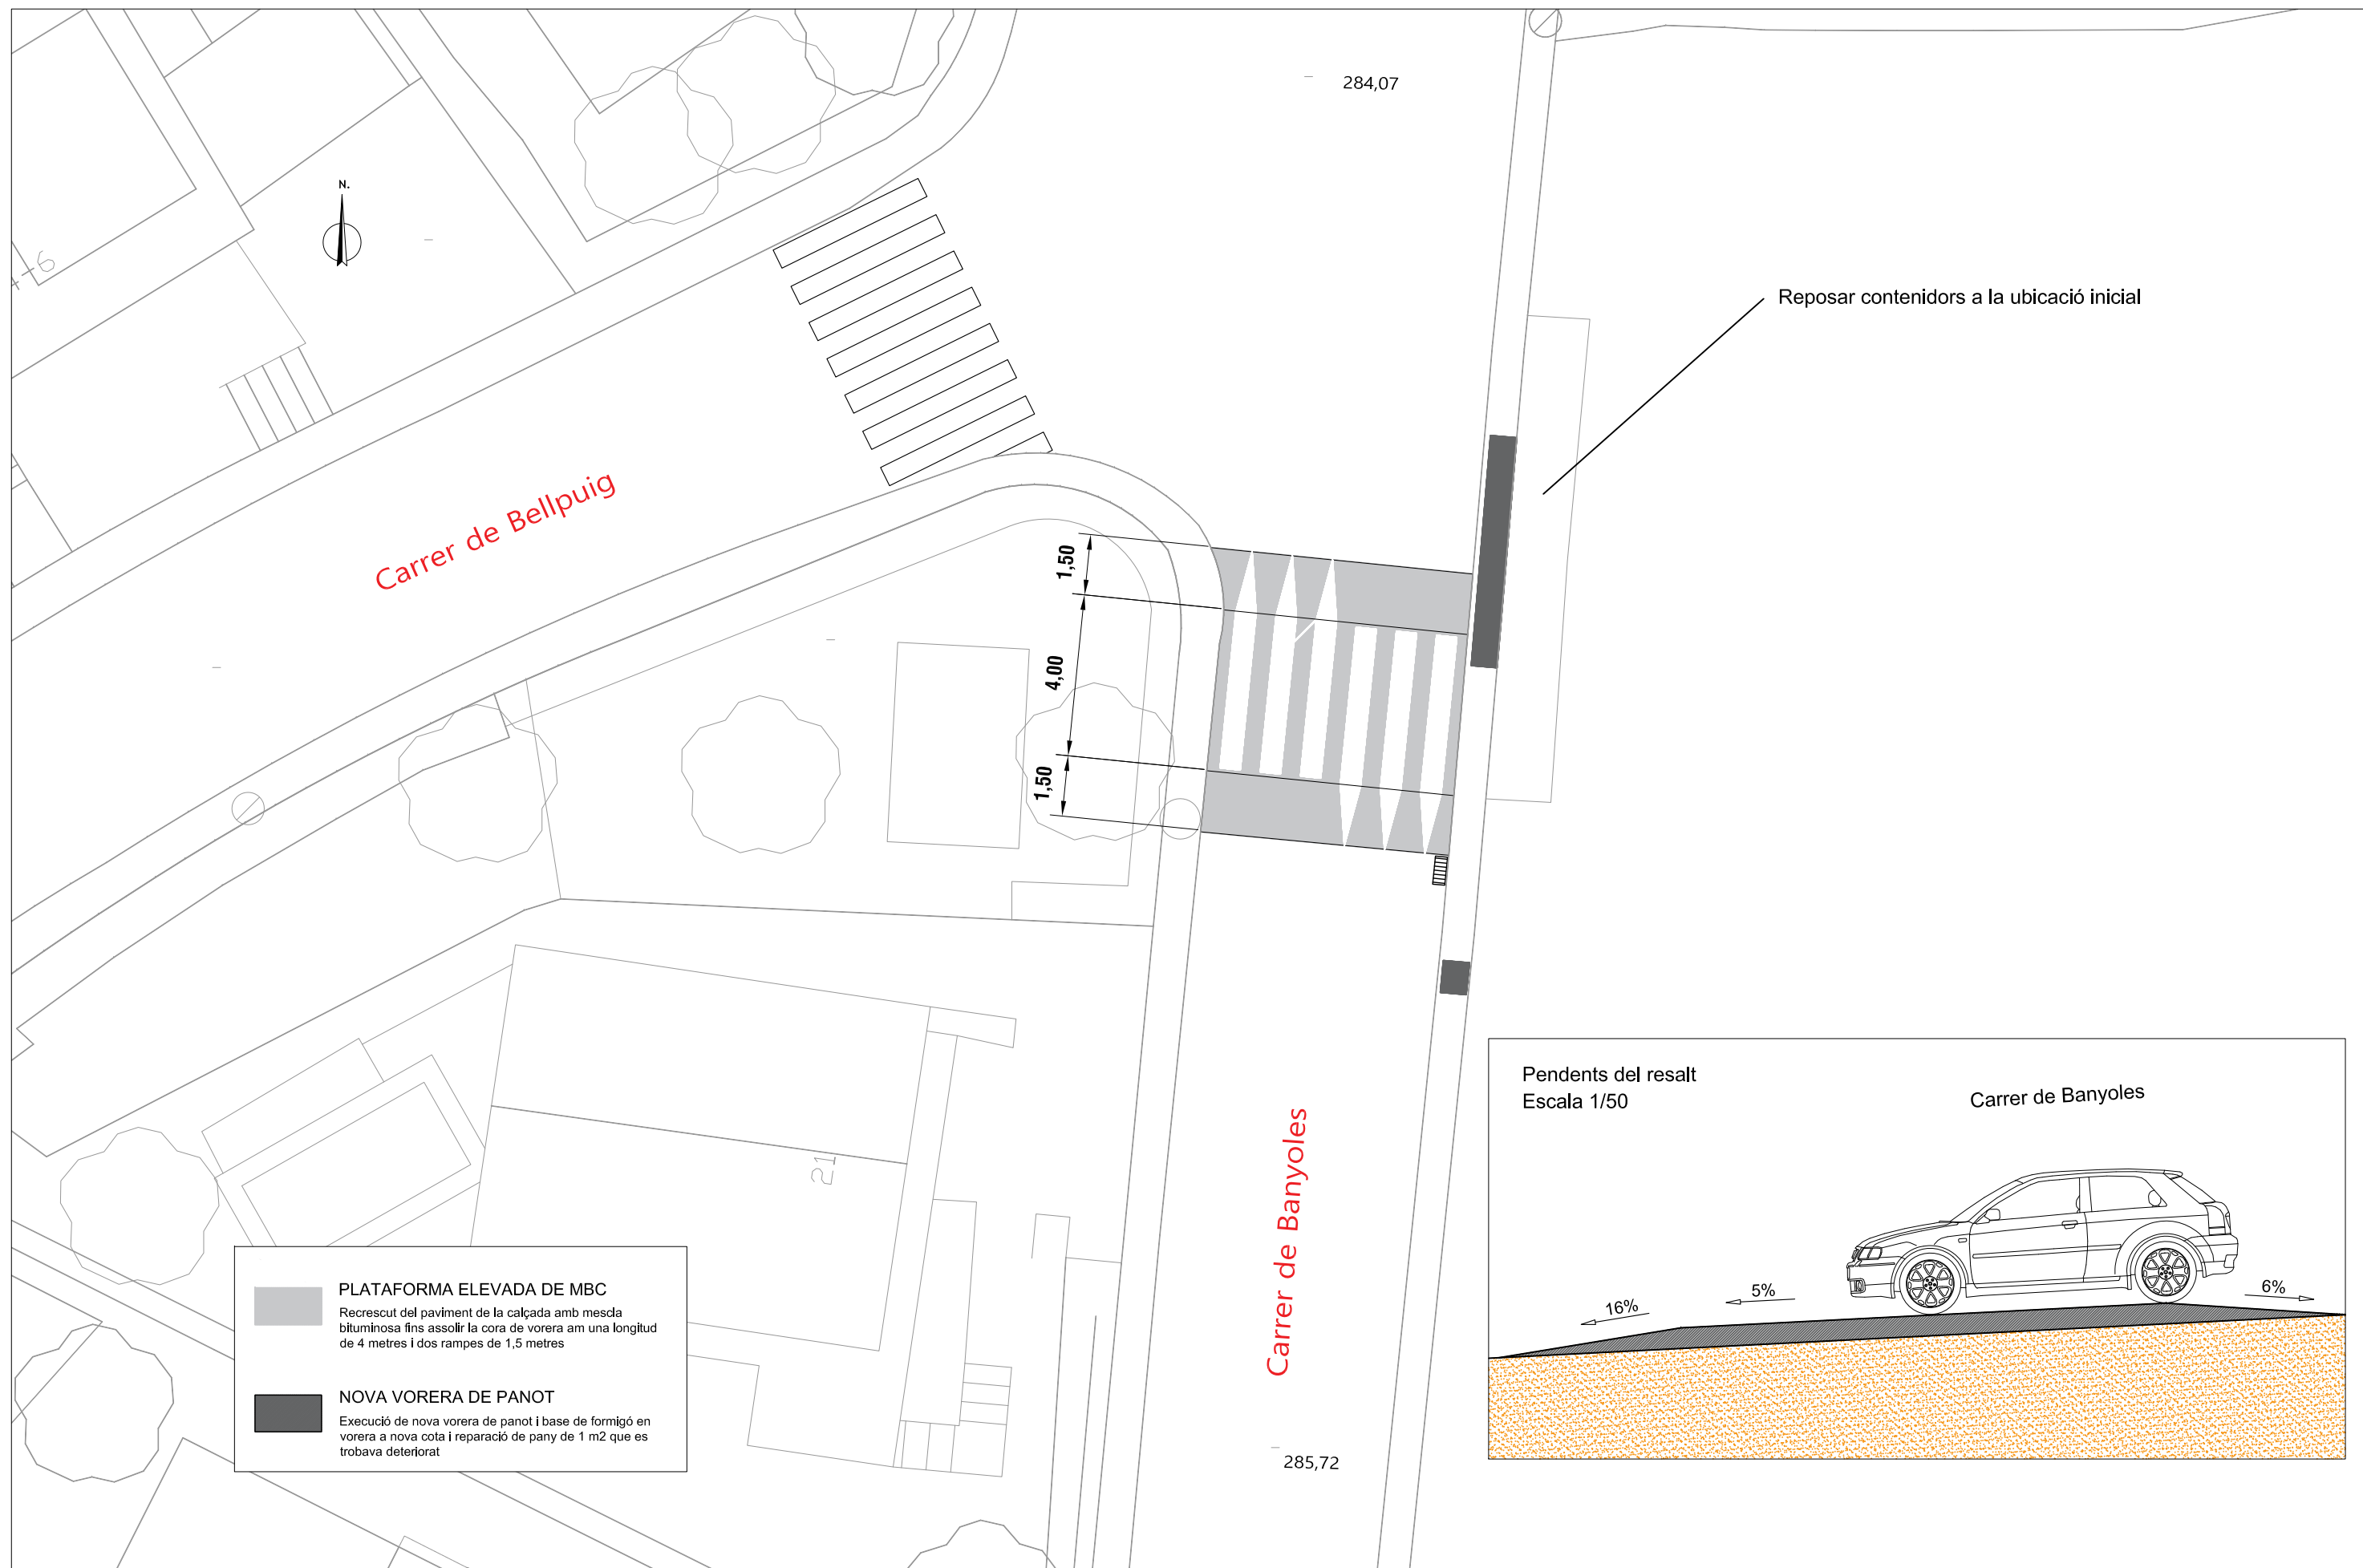 284,07
N.
6
Reposar contenidors a la ubicació inicial
Carrer de Bellpuig
1,50
4,00
1,50
Pendents del resalt
Escala 1/50
Carrer de Banyoles
16%
5%
6%
Carrer de Banyoles
21
285,72
PLATAFORMA ELEVADA DE MBC
Recrescut del paviment de la calçada amb mescla
bituminosa fins assolir la cora de vorera am una longitud
de 4 metres i dos rampes de 1,5 metres
NOVA VORERA DE PANOT
Execució de nova vorera de panot i base de formigó en
vorera a nova cota i reparació de pany de 1 m2 que es
trobava deteriorat